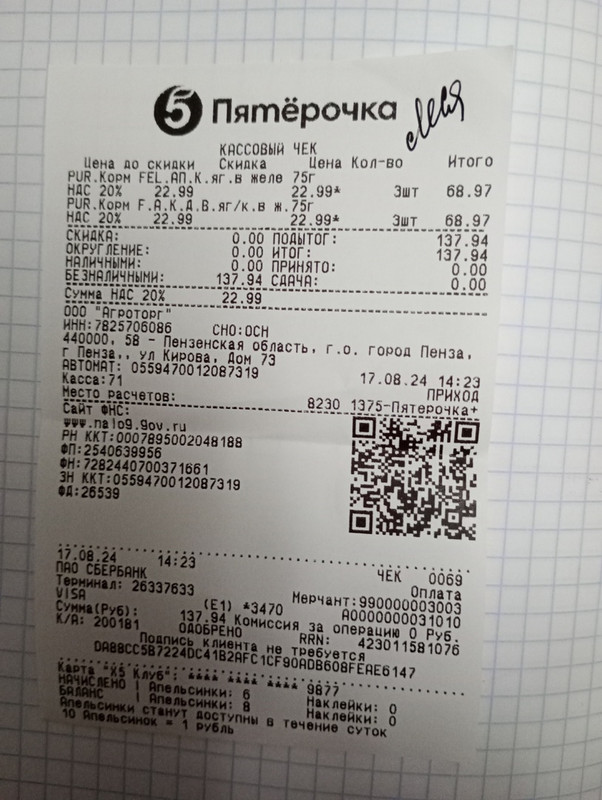 5 Пятёрочка
КАССОВЫЙ ЧЕК
Цена до скидки Скидка Цена Кол-во Итого
PUR.Корм FEL.АП.К.яг.в желе 75г
НДС 20% 22.99 22.99* 3шт 68.97
PUR.Корм F.А.К.Д.В.яг/к.в ж.75г
НДС 20% 22.99 22.99* 3шт 68.97
СКИДКА: 0.00 ПОДЫТОГ: 137.94
ОКРУГЛЕНИЕ: 0.00 ИТОГ: 137.94
НАЛИЧНЫМИ: 0.00 ПРИНЯТО: 0.00
БЕЗНАЛИЧНЫМИ: 137.94 СДАЧА: 0.00
Сумма НДС 20% 22.99
ООО "Агроторг"
ИНН:7825706086 СНО:ОСН
440000, 58 - Пензенская область, г.о. город Пенза,
г Пенза,, ул Кирова, Дом 73
АВТОМАТ: 0559470012087319 17.08.24 14:23
Касса:71 ПРИХОД
Место расчетов: 8230 1375-Пятерочка+
Сайт ФНС:
www.nalog.gov.ru
РН ККТ:0007895002048188
ФП:2540639956
ФН:7282440700371661
ЗН ККТ:0559470012087319
ФД:26539
17.08.24 14:23 ЧЕК 0069
ПАО СБЕРБАНК Оплата
Терминал: 26337633 Мерчант:990000003003
VISA A0000000031010
(E1) *3470
Сумма(Руб): 137.94 Комиссия за операцию 0 Руб.
К/А: 200181 ОДОБРЕНО RRN: 423011581076
Подпись клиента не требуется
DA88CC5B7224DC41B2AFC1CF90ADB608FEAE6147
Карта "X5 Клуб": **** **** **** 9877
НАЧИСЛЕНО | Апельсинки: 6 Наклейки: 0
БАЛАНС | Апельсинки: 8 Наклейки: 0
Апельсинки станут доступны в течение суток
10 Апельсинок = 1 рубль